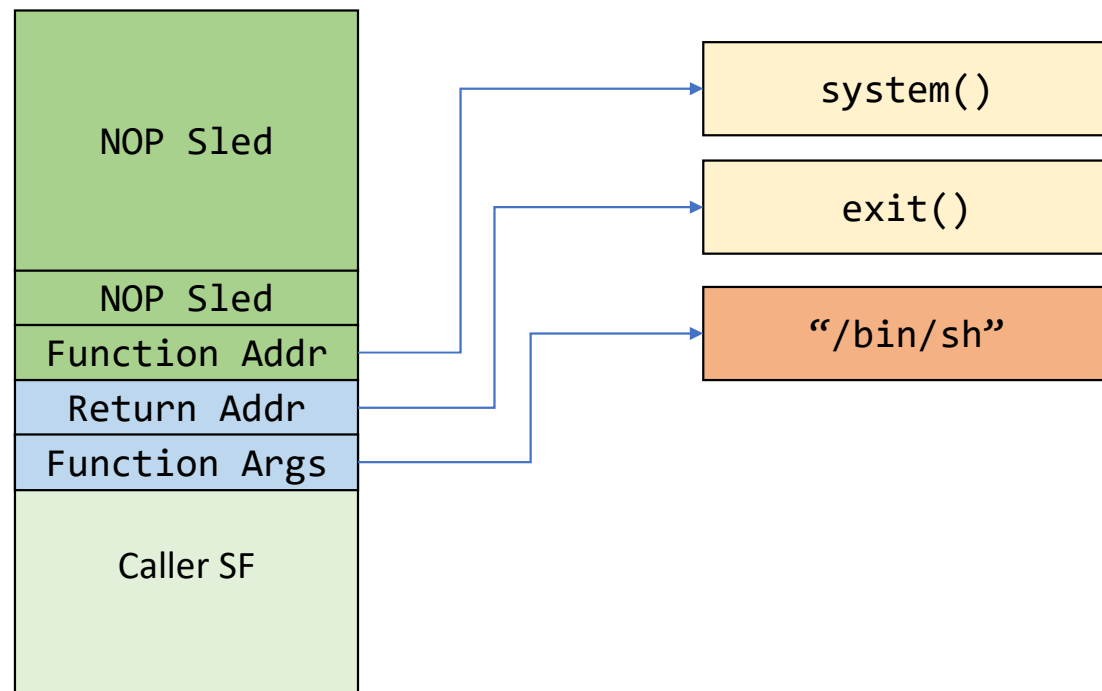 NOP Sled
NOP Sled
Function Addr
Return Addr
Function Args
Caller SF
system()
exit()
“/bin/sh”